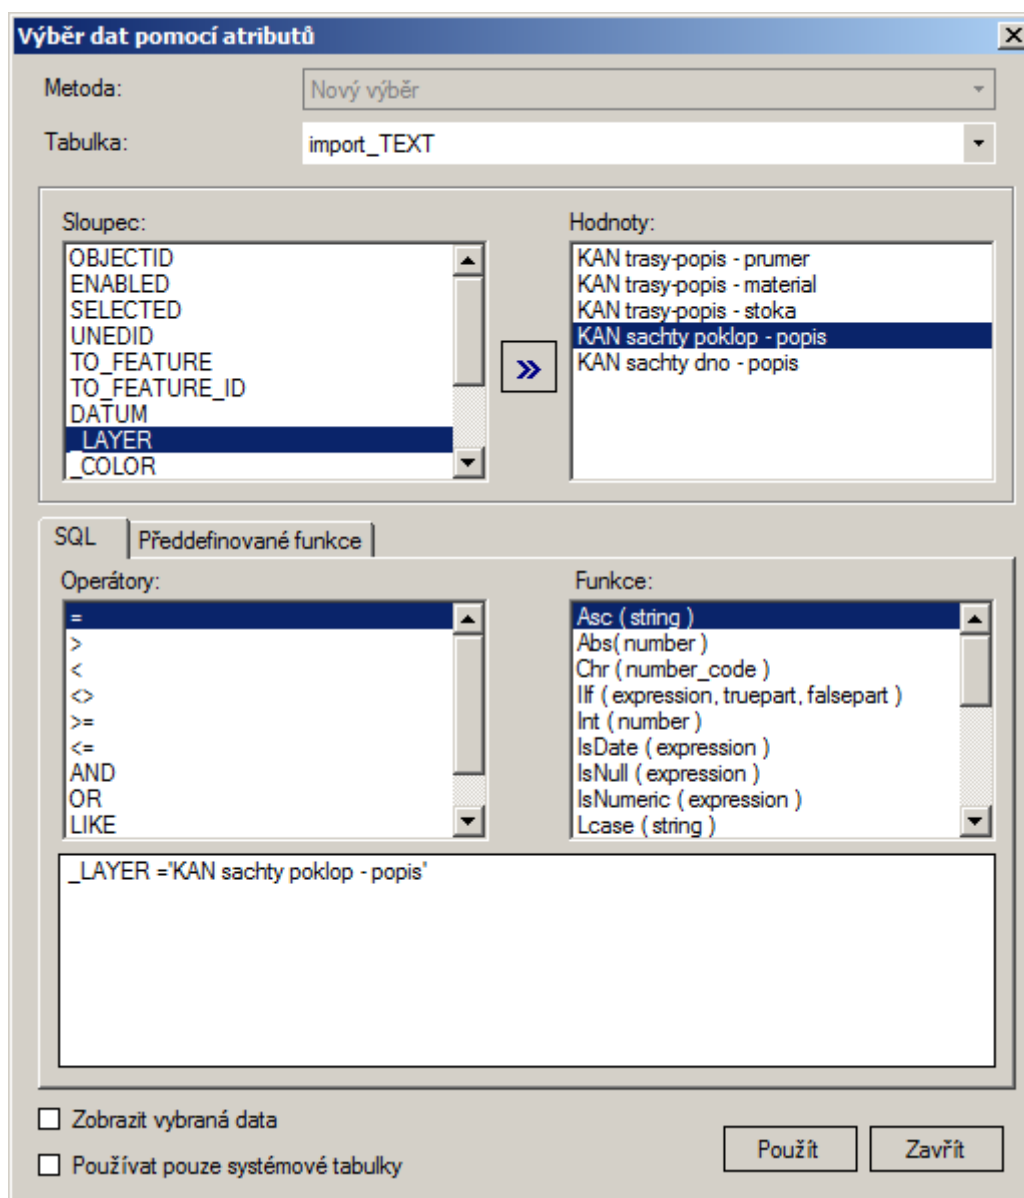 Výběr dat pomocí atributů
Metoda:
Nový výběr
Tabulka:
import_TEXT
Sloupec:
OBJECTID
ENABLED
SELECTED
UNEDID
TO_FEATURE
TO_FEATURE_ID
DATUM
_LAYER
_COLOR
Hodnoty:
KAN trasy-popis - prumer
KAN trasy-popis - material
KAN trasy-popis - stoka
KAN sachty poklop - popis
KAN sachty dno - popis
SQL
Předdefinované funkce
Operátory:
=
>
<
<>
>=
<=
AND
OR
LIKE
Funkce:
Asc ( string )
Abs( number )
Chr ( number_code )
IIf ( expression, truepart, falsepart )
Int ( number )
IsDate ( expression )
IsNull ( expression )
IsNumeric ( expression )
Lcase ( string )
_LAYER ='KAN sachty poklop - popis'
Zobrazit vybraná data
Používat pouze systémové tabulky
Použít
Zavřít